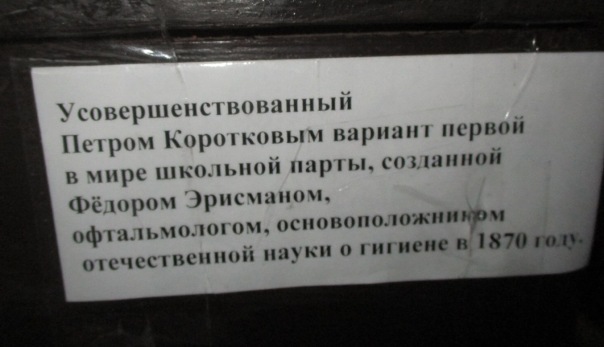 Усовершенствованный
Петром Коротковым вариант первой
в мире школьной парты, созданной
Фёдором Эрисманом,
офтальмологом, основоположником
отечественной науки о гигиене в 1870 году.